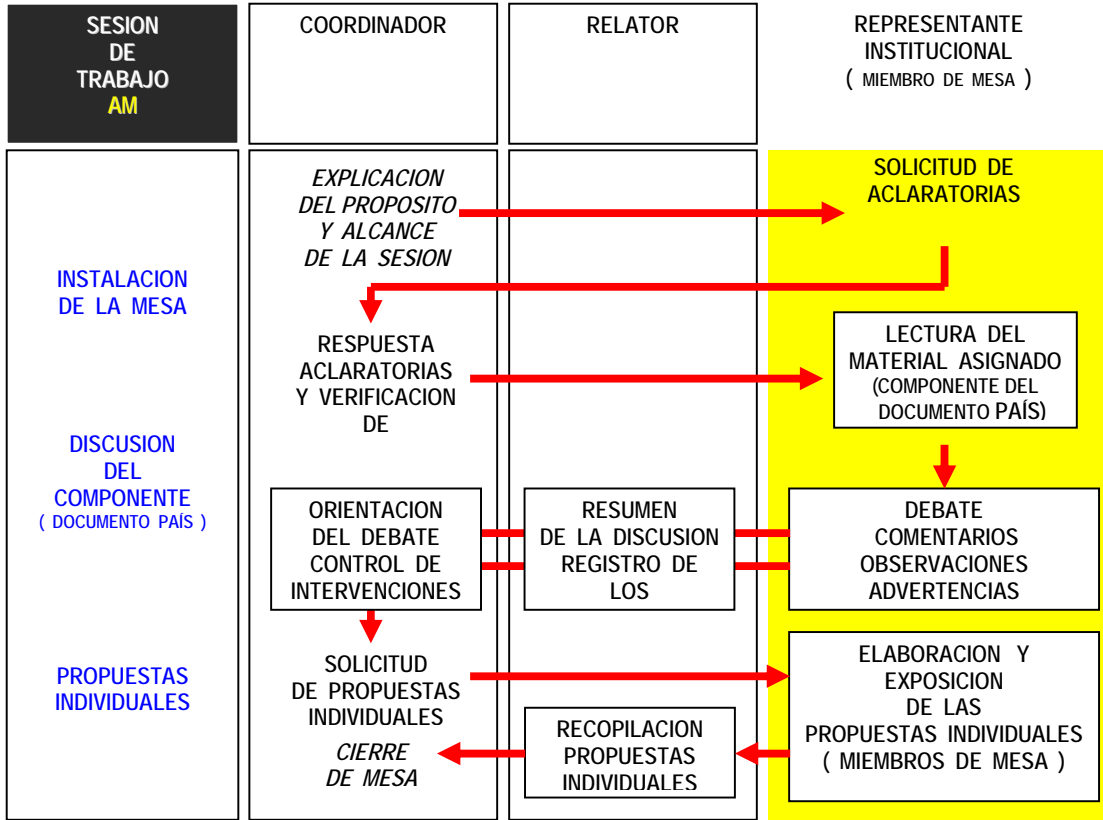 SESION
DE
TRABAJO
AM
COORDINADOR
RELATOR
REPRESENTANTE
INSTITUCIONAL
( MIEMBRO DE MESA )
INSTALACION
DE LA MESA
EXPLICACION
DEL PROPOSITO
Y ALCANCE
DE LA SESION
SOLICITUD DE
ACLARATORIAS
RESPUESTA
ACLARATORIAS
Y VERIFICACION
DE
LECTURA DEL
MATERIAL ASIGNADO
(COMPONENTE DEL
DOCUMENTO PAÍS)
DISCUSION
DEL
COMPONENTE
( DOCUMENTO PAÍS )
ORIENTACION
DEL DEBATE
CONTROL DE
INTERVENCIONES
RESUMEN
DE LA DISCUSION
REGISTRO DE
LOS
DEBATE
COMENTARIOS
OBSERVACIONES
ADVERTENCIAS
PROPUESTAS
INDIVIDUALES
SOLICITUD
DE PROPUESTAS
INDIVIDUALES
ELABORACION Y
EXPOSICION
DE LAS
PROPUESTAS INDIVIDUALES
( MIEMBROS DE MESA )
RECOPILACION
PROPUESTAS
INDIVIDUALES
CIERRE
DE MESA